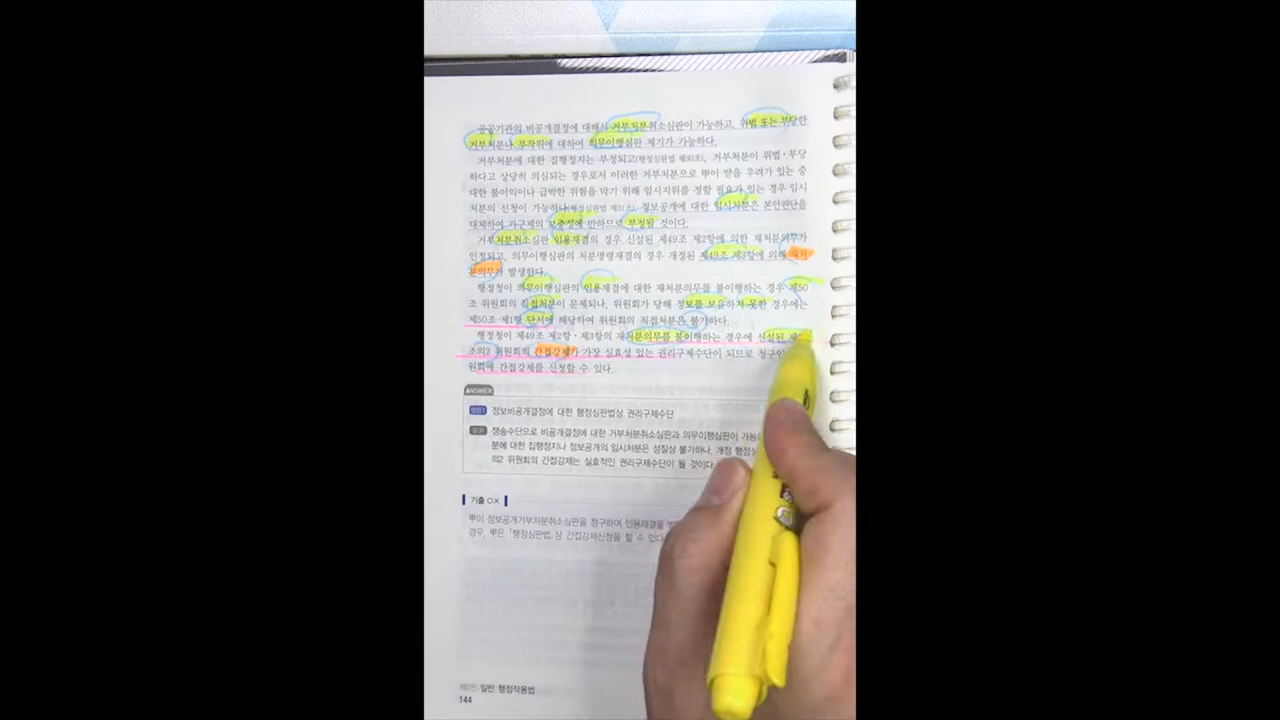 공공기관의 비공개결정에 대해서 거부처분취소심판이 가능하고, 위법 또는 부당한
거부처분나 부작위에 대하여 의무이행심판 제기가 가능하다.
거부처분에 대한 집행정지는 부정되고(행정심판법 제30조), 거부처분이 위법·부당
하다고 상당히 의심되는 경우로서 이러한 거부처분으로 甲이 받을 우려가 있는 중
대한 불이익이나 급박한 위험을 막기 위해 임시지위를 정할 필요가 있는 경우 임시
처분의 신청이 가능하나(행정심판법 제31조), 정보공개에 대한 임시처분은 본안판단을
대체하여 가구제의 보충성에 반하므로 부정될 것이다.
거부처분취소심판 인용재결의 경우 신설된 제49조 제2항에 의한 재처분의무가
인정되고, 의무이행심판의 처분명령재결의 경우 개정된 제49조 제3항에 의해 재처
분의무가 발생한다.
행정청이 의무이행심판의 인용재결에 대한 재처분의무를 불이행하는 경우 제50
조 위원회의 직접처분이 문제되나, 위원회가 당해 정보를 보유하지 못한 경우에는
제50조 제1항 단서에 해당하여 위원회의 직접처분은 불가하다.
행정청이 제49조 제2항·제3항의 재처분의무를 불이행하는 경우에 신설된 제
조의2 위원회의 간접강제가 가장 실효성 있는 권리구제수단이 되므로 청구인
원회에 간접강제를 신청할 수 있다.
ANSWER
정보비공개결정에 대한 행정심판법상 권리구제수단
쟁송수단으로 비공개결정에 대한 거부처분취소심판과 의무이행심판이 가능
분에 대한 집행정지나 정보공개의 임시처분은 성질상 불가하나, 개정 행정심
의2 위원회의 간접강제는 실효적인 권리구제수단이 될 것이다
기출 OX
甲이 정보공개거부처분취소심판을 청구하여 인용재결을
경우, 甲은 「행정심판법」상 간접강제신청을 할 수 있다
일반 행정작용법
144